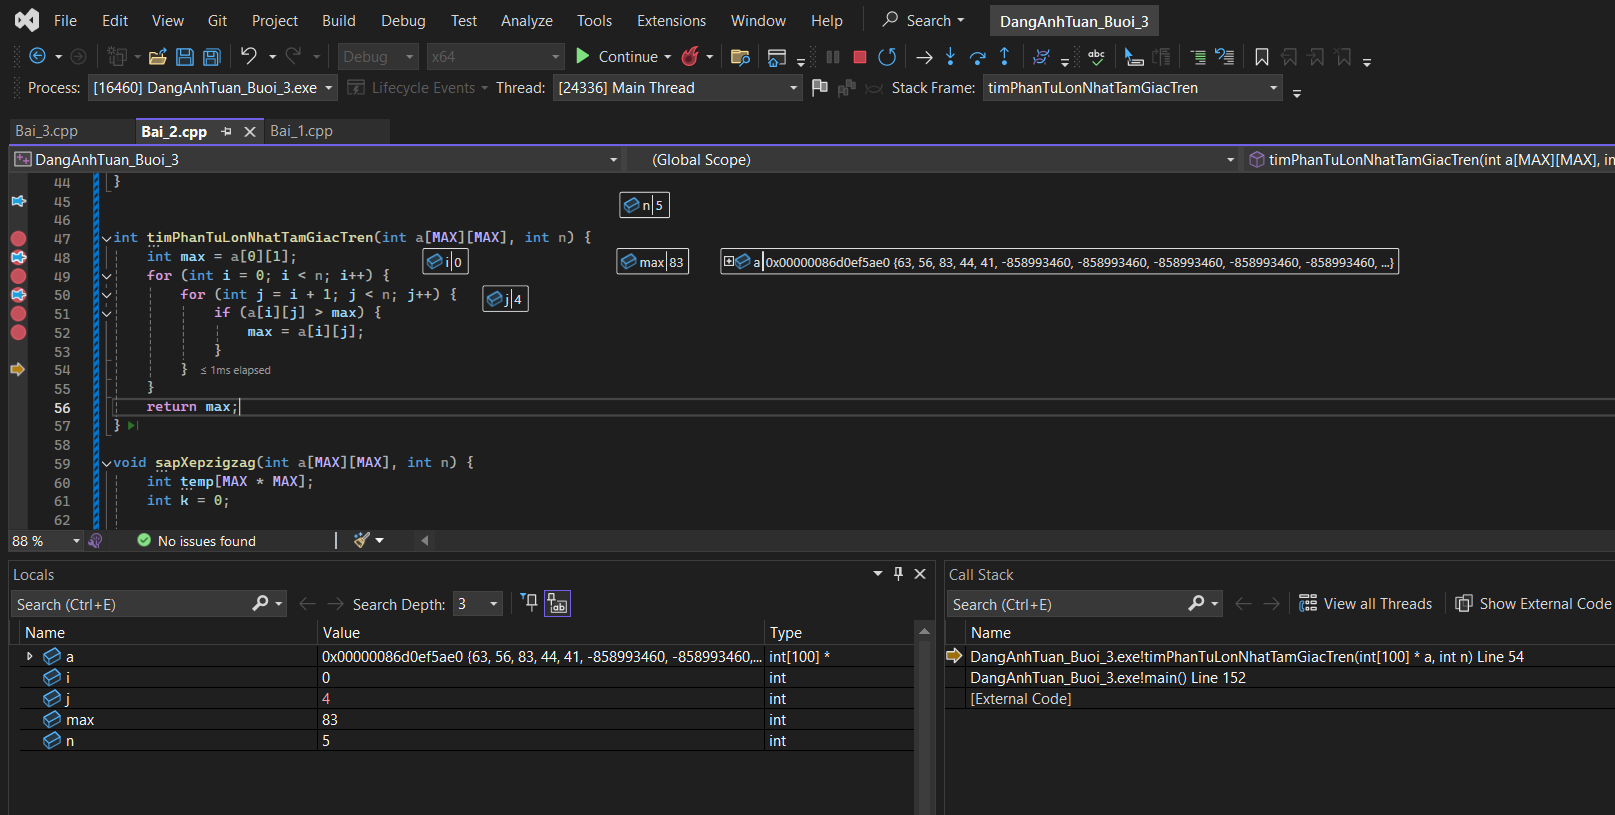 File Edit View Git Project Build Debug Test Analyze Tools Extensions Window Help Search DangAnhTuan_Buoi_3
Debug x64 Continue
Process: [16460] DangAnhTuan_Buoi_3.exe Lifecycle Events Thread: [24336] Main Thread Stack Frame: timPhanTuLonNhatTamGiacTren
Bai_3.cpp Bai_2.cpp Bai_1.cpp
DangAnhTuan_Buoi_3 (Global Scope) timPhanTuLonNhatTamGiacTren(int a[MAX][MAX], in
44 }
45 n 5
46
47 int timPhanTuLonNhatTamGiacTren(int a[MAX][MAX], int n) {
48 int max = a[0][1]; i 0 max 83 a 0x00000086d0ef5ae0 {63, 56, 83, 44, 41, -858993460, -858993460, -858993460, -858993460, -858993460, ...}
49 for (int i = 0; i < n; i++) {
50 for (int j = i + 1; j < n; j++) { j 4
51 if (a[i][j] > max) {
52 max = a[i][j];
53 }
54 } ≤ 1ms elapsed
55 }
56 return max;
57 }
58
59 void sapXepzigzag(int a[MAX][MAX], int n) {
60 int temp[MAX * MAX];
61 int k = 0;
62
88 % No issues found
Locals
Search (Ctrl+E) Search Depth: 3
Name Value Type
a 0x00000086d0ef5ae0 {63, 56, 83, 44, 41, -858993460, -858993460,... int[100] *
i 0 int
j 4 int
max 83 int
n 5 int
Call Stack
Search (Ctrl+E) View all Threads Show External Code
Name
DangAnhTuan_Buoi_3.exe!timPhanTuLonNhatTamGiacTren(int[100] * a, int n) Line 54
DangAnhTuan_Buoi_3.exe!main() Line 152
[External Code]